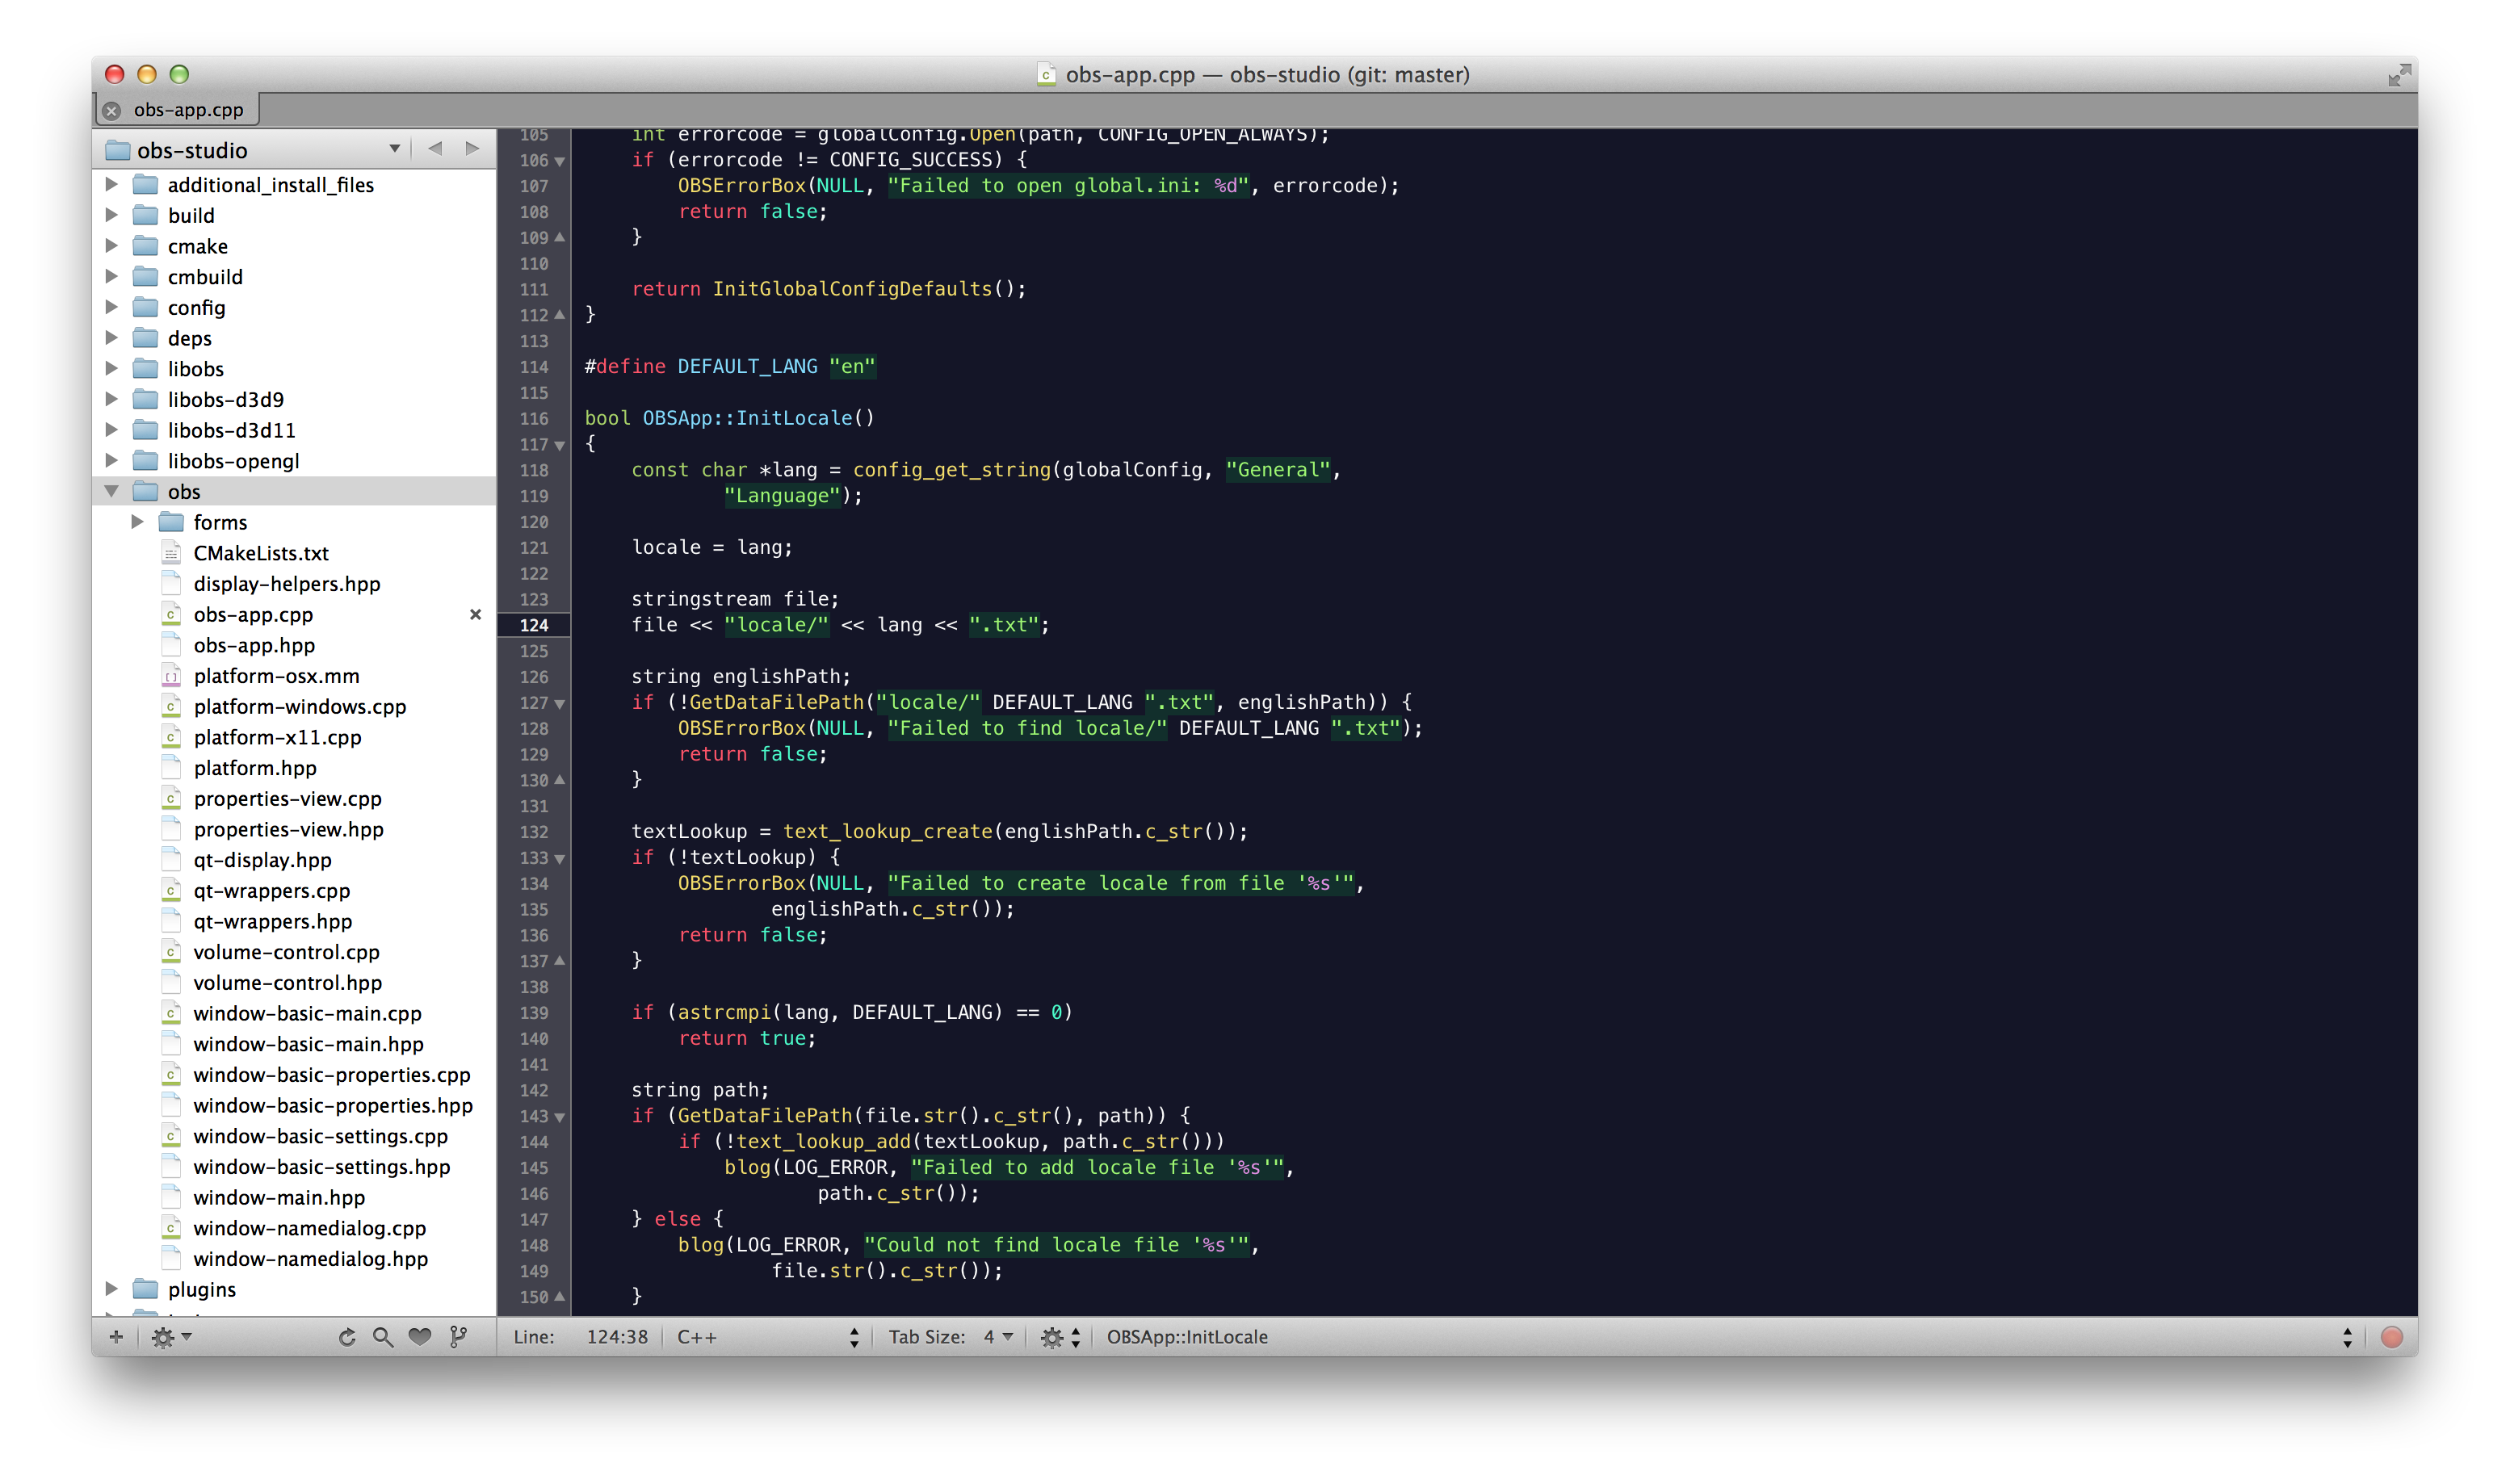 obs-app.cpp — obs-studio (git: master)
obs-app.cpp
obs-studio
additional_install_files
build
cmake
cmbuild
config
deps
libobs
libobs-d3d9
libobs-d3d11
libobs-opengl
obs
forms
CMakeLists.txt
display-helpers.hpp
obs-app.cpp
obs-app.hpp
platform-osx.mm
platform-windows.cpp
platform-x11.cpp
platform.hpp
properties-view.cpp
properties-view.hpp
qt-display.hpp
qt-wrappers.cpp
qt-wrappers.hpp
volume-control.cpp
volume-control.hpp
window-basic-main.cpp
window-basic-main.hpp
window-basic-properties.cpp
window-basic-properties.hpp
window-basic-settings.cpp
window-basic-settings.hpp
window-main.hpp
window-namedialog.cpp
window-namedialog.hpp
plugins
105     int errorcode = globalConfig.Open(path, CONFIG_OPEN_ALWAYS);
106     if (errorcode != CONFIG_SUCCESS) {
107         OBSErrorBox(NULL, "Failed to open global.ini: %d", errorcode);
108         return false;
109     }
110
111     return InitGlobalConfigDefaults();
112 }
113
114 #define DEFAULT_LANG "en"
115
116 bool OBSApp::InitLocale()
117 {
118     const char *lang = config_get_string(globalConfig, "General",
119             "Language");
120
121     locale = lang;
122
123     stringstream file;
124     file << "locale/" << lang << ".txt";
125
126     string englishPath;
127     if (!GetDataFilePath("locale/" DEFAULT_LANG ".txt", englishPath)) {
128         OBSErrorBox(NULL, "Failed to find locale/" DEFAULT_LANG ".txt");
129         return false;
130     }
131
132     textLookup = text_lookup_create(englishPath.c_str());
133     if (!textLookup) {
134         OBSErrorBox(NULL, "Failed to create locale from file '%s'",
135                 englishPath.c_str());
136         return false;
137     }
138
139     if (astrcmpi(lang, DEFAULT_LANG) == 0)
140         return true;
141
142     string path;
143     if (GetDataFilePath(file.str().c_str(), path)) {
144         if (!text_lookup_add(textLookup, path.c_str()))
145             blog(LOG_ERROR, "Failed to add locale file '%s'",
146                     path.c_str());
147     } else {
148         blog(LOG_ERROR, "Could not find locale file '%s'",
149                 file.str().c_str());
150     }
Line: 124:38 C++ Tab Size: 4 OBSApp::InitLocale